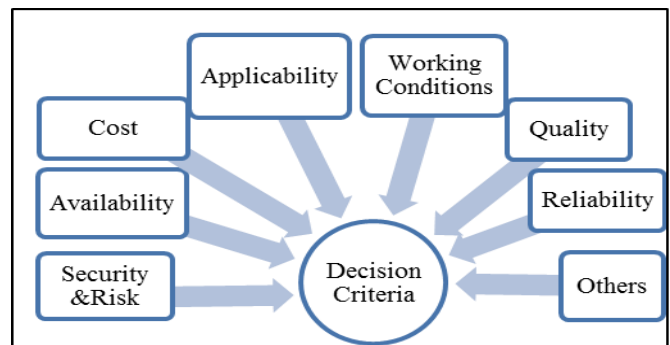 Applicability
Working
Conditions
Cost
Quality
Availability
Reliability
Security
&Risk
Decision
Criteria
Others